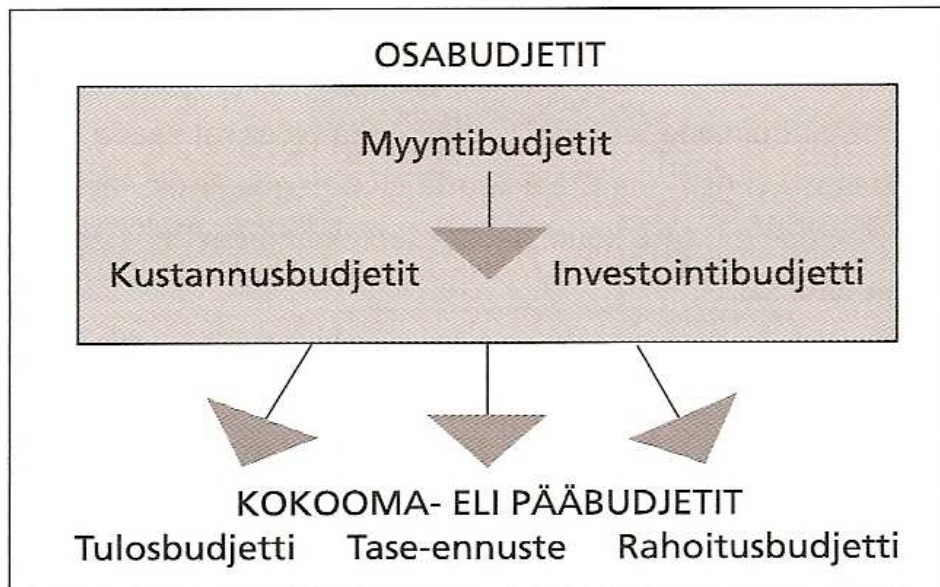 OSABUDJETIT
Myyntibudjetit
Kustannusbudjetit Investointibudjetti
KOKOOMA- ELI PÄÄBUDJETIT
Tulosbudjetti Tase-ennuste Rahoitusbudjetti